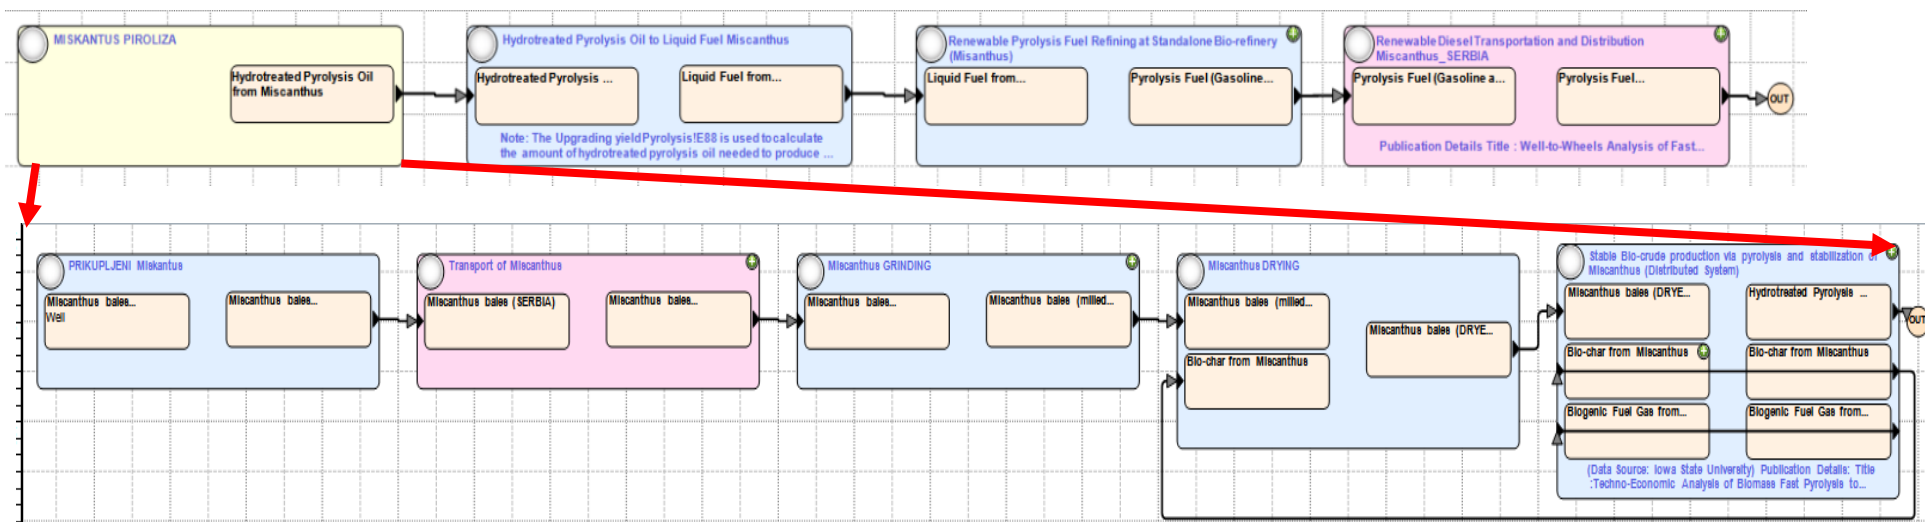 MISKANTUS PIROLIZA
Hydrotreated Pyrolysis Oil
from Miscanthus
Hydrotreated Pyrolysis Oil to Liquid Fuel Miscanthus
Hydrotreated Pyrolysis ...
Liquid Fuel from...
Note: The Upgrading yieldPyrolysis!E88 is used to calculate
the amount of hydrotreated pyrolysis oil needed to produce ...
Renewable Pyrolysis Fuel Refining at Standalone Bio-refinery
(Misanthus)
Liquid Fuel from...
Pyrolysis Fuel (Gasoline...
Renewable Diesel Transportation and Distribution
Miscanthus_SERBIA
Pyrolysis Fuel (Gasoline a...
Pyrolysis Fuel...
Publication Details Title : Well-to-Wheels Analysis of Fast...
OUT
PRIKUPLJENI Miskantus
Miscanthus bales...
Well
Miscanthus bales...
Transport of Miscanthus
Miscanthus bales (SERBIA)
Miscanthus bales...
Miscanthus GRINDING
Miscanthus bales...
Miscanthus bales (milled...
Miscanthus DRYING
Miscanthus bales (milled...
Bio-char from Miscanthus
Miscanthus bales (DRYE...
Stable Bio-crude production via pyrolysis and stabilization of
Miscanthus (Distributed System)
Miscanthus bales (DRYE...
Hydrotreated Pyrolysis ...
Bio-char from Miscanthus
Bio-char from Miscanthus
Biogenic Fuel Gas from...
Biogenic Fuel Gas from...
(Data Source: Iowa State University) Publication Details: Title
:Techno-Economic Analysis of Biomass Fast Pyrolysis to...
OUT